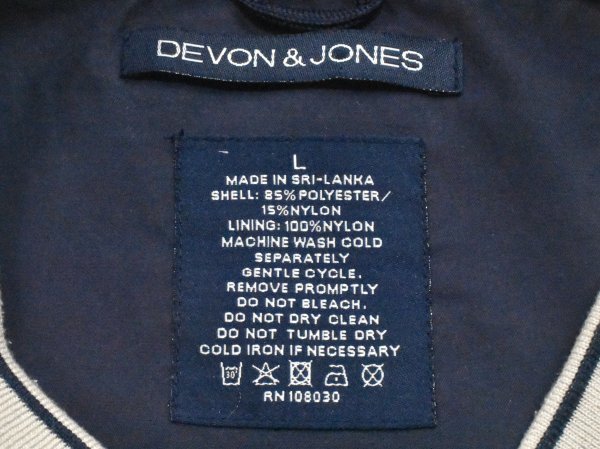 DEVON & JONES
L
MADE IN SRI-LANKA
SHELL: 85% POLYESTER/
15%NYLON
LINING: 100%NYLON
MACHINE WASH COLD
SEPARATELY
GENTLE CYCLE.
REMOVE PROMPTLY
DO NOT BLEACH.
DO NOT DRY CLEAN
DO NOT TUMBLE DRY
COLD IRON IF NECESSARY
30°
RN 108030